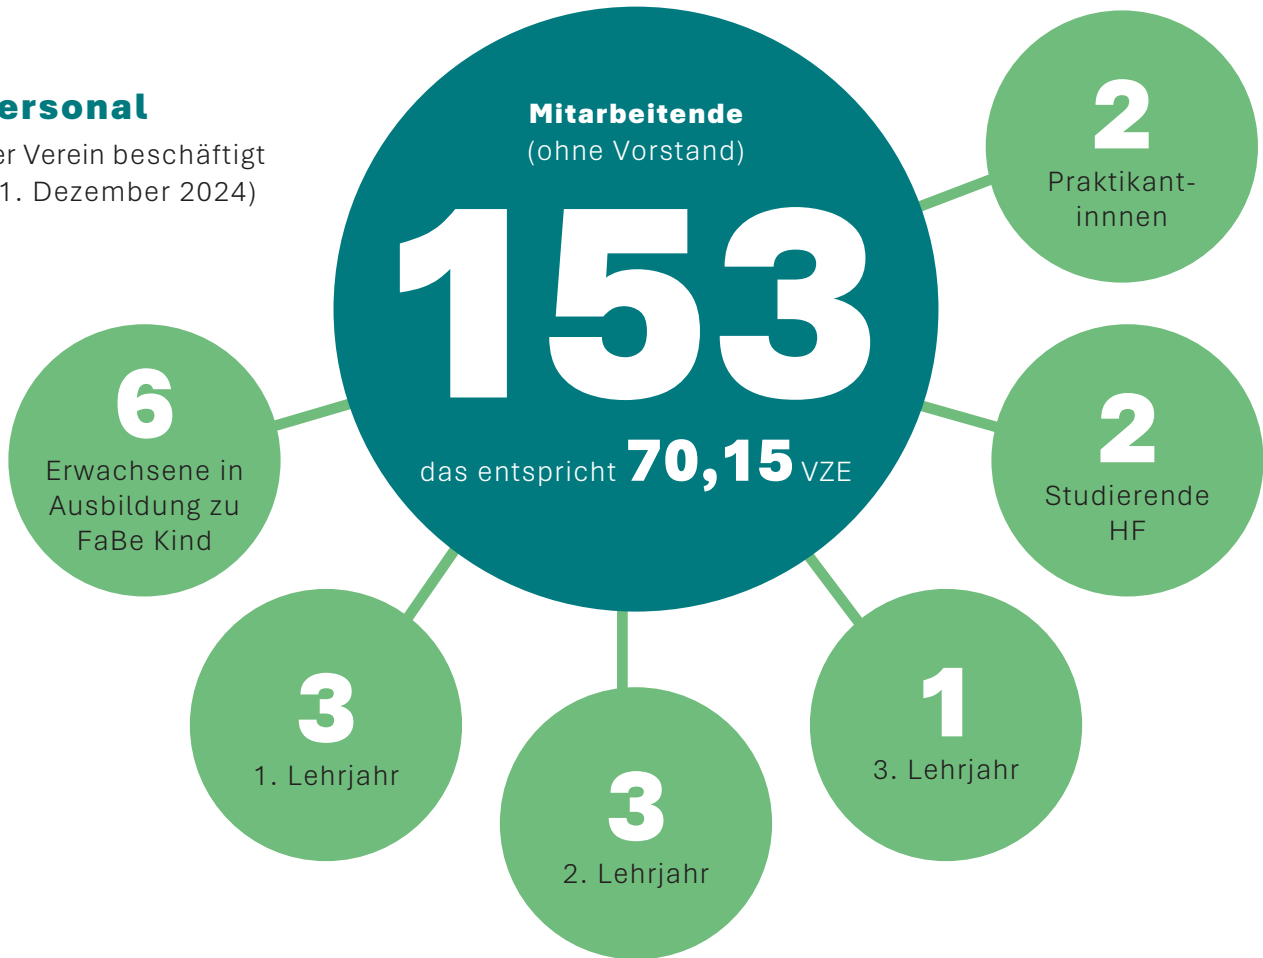 ersonal
er Verein beschäftigt
1. Dezember 2024)
Mitarbeitende
(ohne Vorstand)
153
das entspricht 70,15 VZE
2
Praktikant-
innnen
2
Studierende
HF
1
3. Lehrjahr
3
2. Lehrjahr
3
1. Lehrjahr
6
Erwachsene in
Ausbildung zu
FaBe Kind